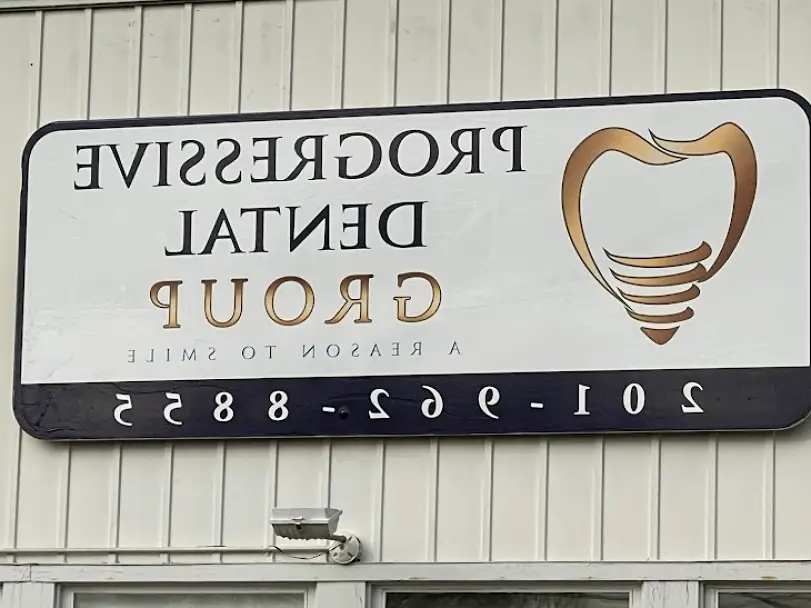 PROGRESSIVE
DENTAL
GROUP
A REASON TO SMILE
201-962-8855